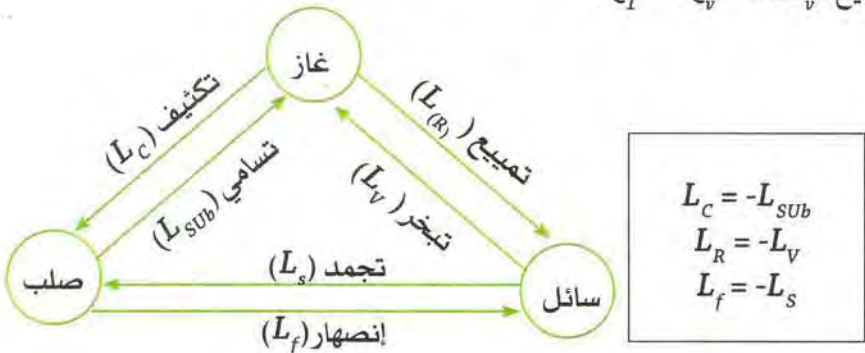 غاز
تكثيف (L_C)
تسامي (L_SUb)
تمييع (L_(R))
تبخر (L_V)
صلب
تجمد (L_s)
إنصهار (L_f)
سائل
L_C = -L_SUb
L_R = -L_V
L_f = -L_S